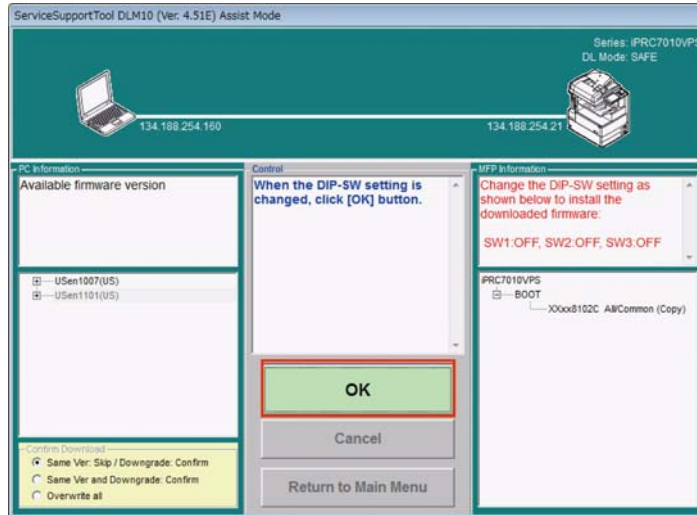 ServiceSupportTool DLM10 (Ver. 4.51E) Assist Mode
Series: iPRC7010VPS
DL Mode: SAFE
134.188.254.160
134.188.254.21
PC Information
Available firmware version
USen1007(US)
USen1101(US)
Confirm Download
Same Ver: Skip / Downgrade: Confirm
Same Ver and Downgrade: Confirm
Overwrite all
Control
When the DIP-SW setting is
changed, click [OK] button.
OK
Cancel
Return to Main Menu
MFP Information
Change the DIP-SW setting as
shown below to install the
downloaded firmware:
SW1:OFF, SW2:OFF, SW3:OFF
iPRC7010VPS
BOOT
XXxx8102C All/Common (Copy)